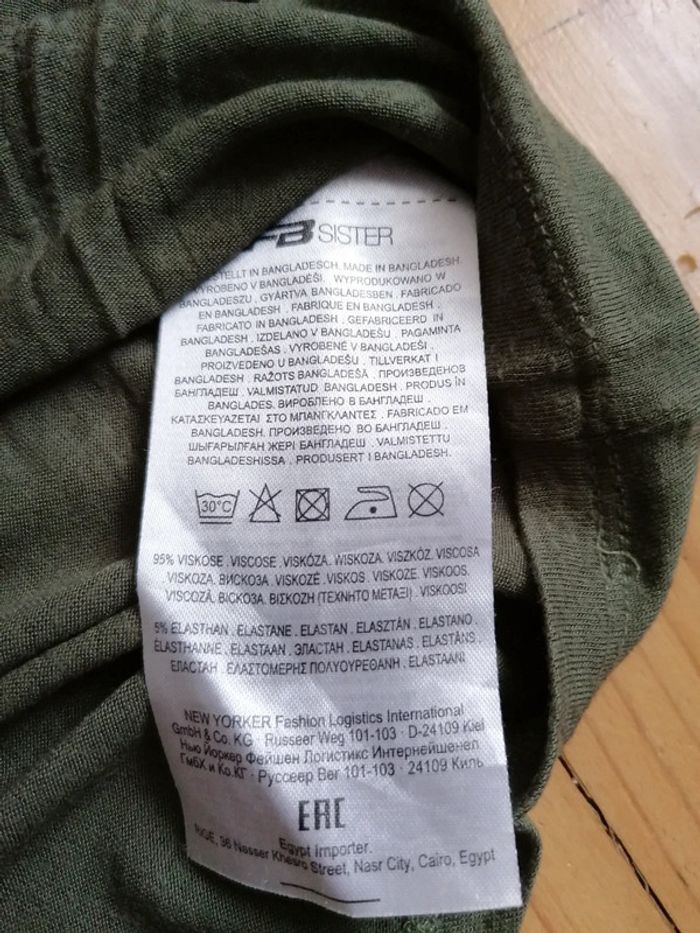 FB SISTER
STELLT IN BANGLADESCH. MADE IN BANGLADESH.
VYROBENO V BANGLADÉŠI . WYPRODUKOWANO W
BANGLADESZU . GYÁRTVA BANGLADESBEN . FABRICADO
EN BANGLADESH . FABRIQUE EN BANGLADESH .
FABRICATO IN BANGLADESH . GEFABRICEERD IN
BANGLADESH . IZDELANO V BANGLADEŠU . PAGAMINTA
BANGLADEŠAS . VYROBENÉ V BANGLADÉŠI .
PROIZVEDENO U BANGLADEŠU . TILLVERKAT I
BANGLADESH . RAŽOTS BANGLADEŠĀ . ПРОИЗВЕДЕНО В
БАНГЛАДЕШ . VALMISTATUD BANGLADESH . PRODUS ÎN
BANGLADES. ВИРОБЛЕНО В БАНГЛАДЕШ .
ΚΑΤΑΣΚΕΥΑΖΕΤΑΙ ΣΤΟ ΜΠΑΝΓΚΛΑΝΤΕΣ . FABRICADO EM
BANGLADESH. ПРОИЗВЕДЕНО ВО БАНГЛАДЕШ .
ШЫҒАРЫЛҒАН ЖЕРІ БАНГЛАДЕШ . VALMISTETTU
BANGLADESHISSA . PRODUSERT I BANGLADESH.
30°C
95% VISKOSE . VISCOSE . VISKÓZA. WISKOZA. VISZKÓZ. VISCOSA
VISKOZA. ВИСКОЗА. VISKOZĖ . VISKOS . VISKOZE . VISKOOS.
VISCOZĂ. ВІСКОЗА . ΒΙΣΚΟΖΗ (ΤΕΧΝΗΤΟ ΜΕΤΑΞΙ) . VISKOOSI
5% ELASTHAN . ELASTANE . ELASTAN . ELASZTÁN . ELASTANO .
ÉLASTHANNE . ELASTAAN . ЭЛАСТАН . ELASTANAS . ELASTĀNS .
ЕЛАСТАН . ΕΛΑΣΤΟΜΕΡΗΣ ΠΟΛΥΟΥΡΕΘΑΝΗ . ELASTAANI
NEW YORKER Fashion Logistics International
GmbH & Co. KG · Russeer Weg 101-103 · D-24109 Kiel
Нью Йоркер Фейшен Логистикс Интернейшенел
ГмбХ и Ко.КГ · Руссеер Вег 101-103 · 24109 Киль
EAC
Egypt Importer.
36 Nasser Khesro Street, Nasr City, Cairo, Egypt